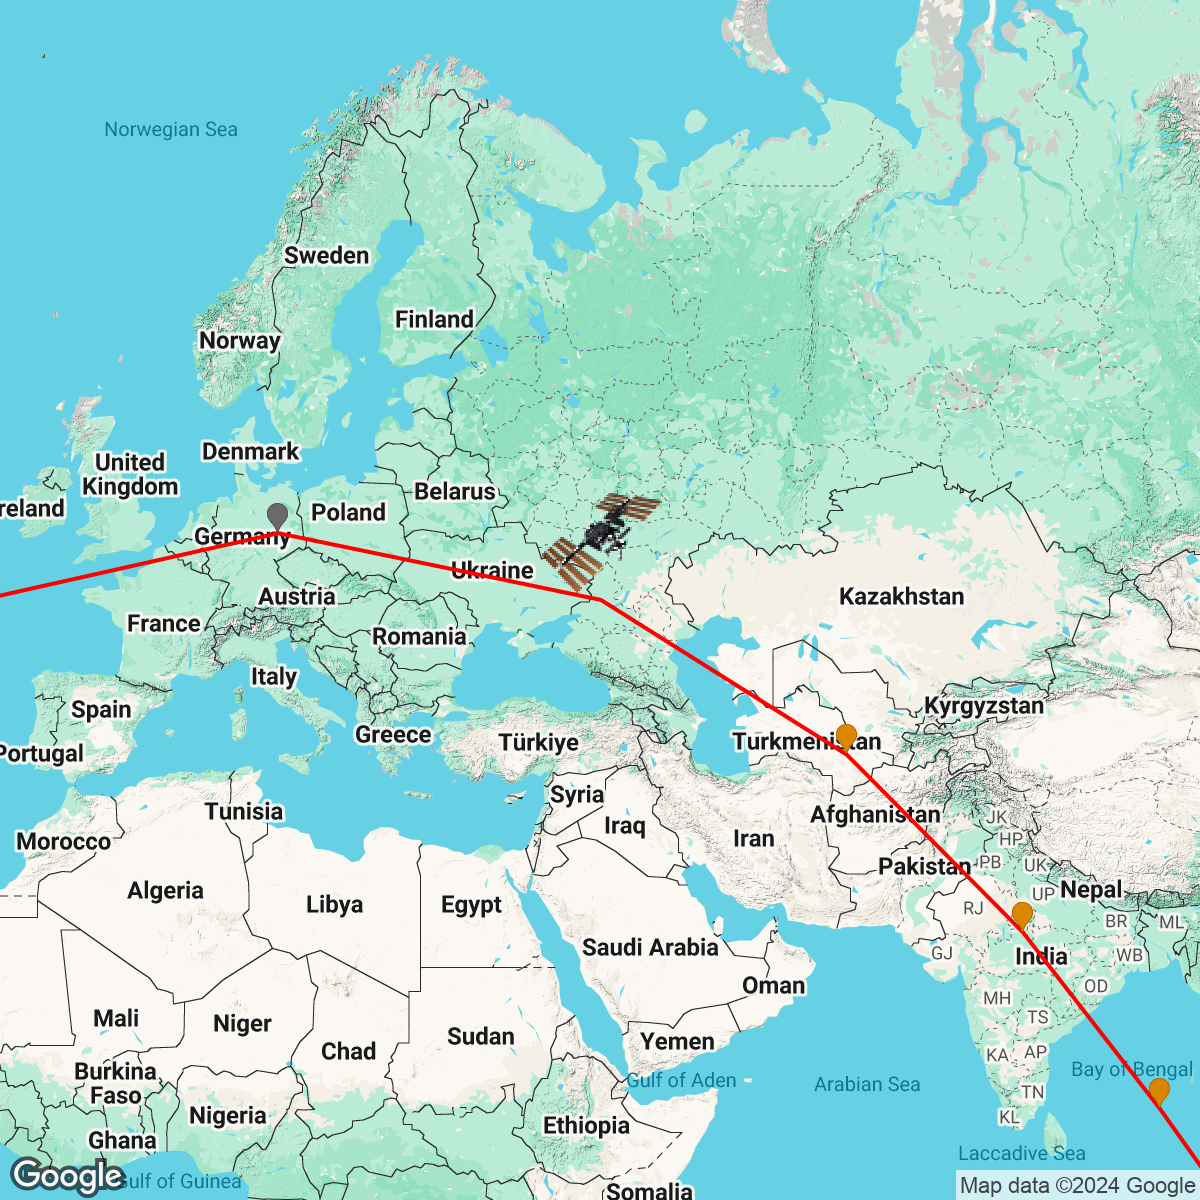 Norwegian Sea
Sweden
Finland
Norway
Denmark
United
Kingdom
reland
Belarus
Poland
Germany
Ukraine
Kazakhstan
Austria
France
Romania
Italy
Spain
Kyrgyzstan
Greece
Türkiye
Turkmenistan
Portugal
Syria
Tunisia
Iraq
Iran
Afghanistan
JK
HP
Morocco
Pakistan
PB
UK
Algeria
Libya
Egypt
Nepal
UP
RJ
BR
ML
Saudi Arabia
GJ
India
WB
Oman
OD
Mali
Niger
Chad
Sudan
Yemen
MH
TS
KA
AP
Burkina
Faso
Gulf of Aden
Arabian Sea
Bay of Bengal
TN
Nigeria
Ethiopia
KL
Ghana
Laccadive Sea
Google
Gulf of Guinea
Somalia
Map data ©2024 Google